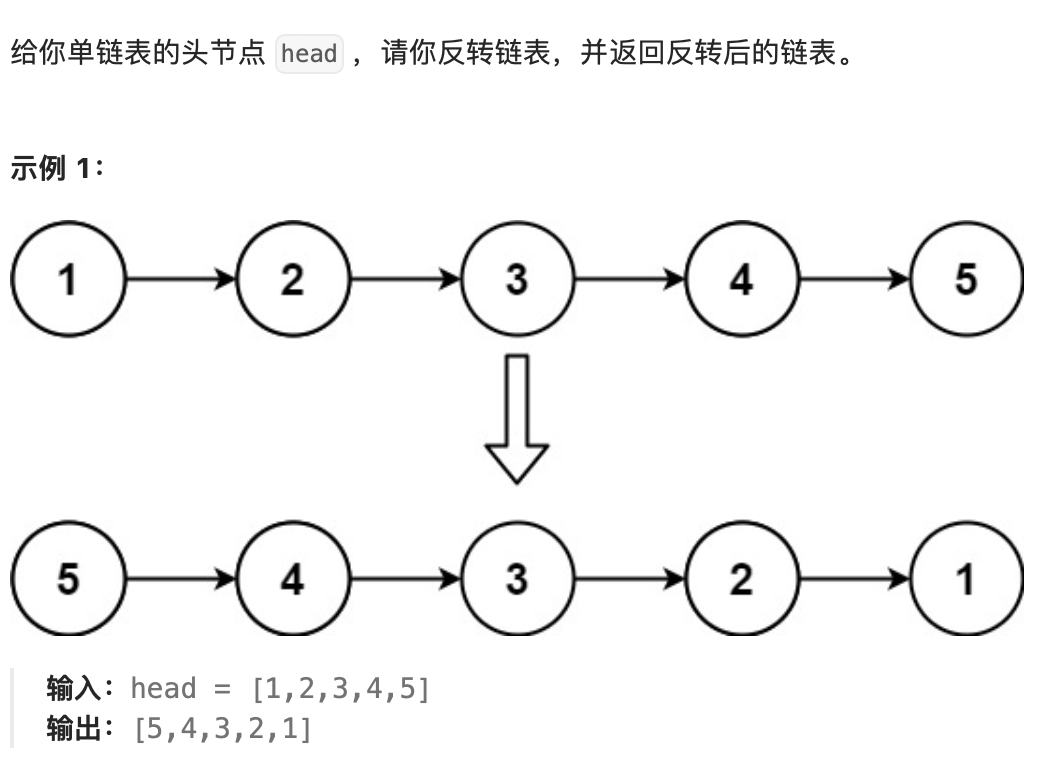 给你单链表的头节点 head ，请你反转链表，并返回反转后的链表。
示例 1：
1 2 3 4 5
5 4 3 2 1
输入：head = [1,2,3,4,5]
输出：[5,4,3,2,1]